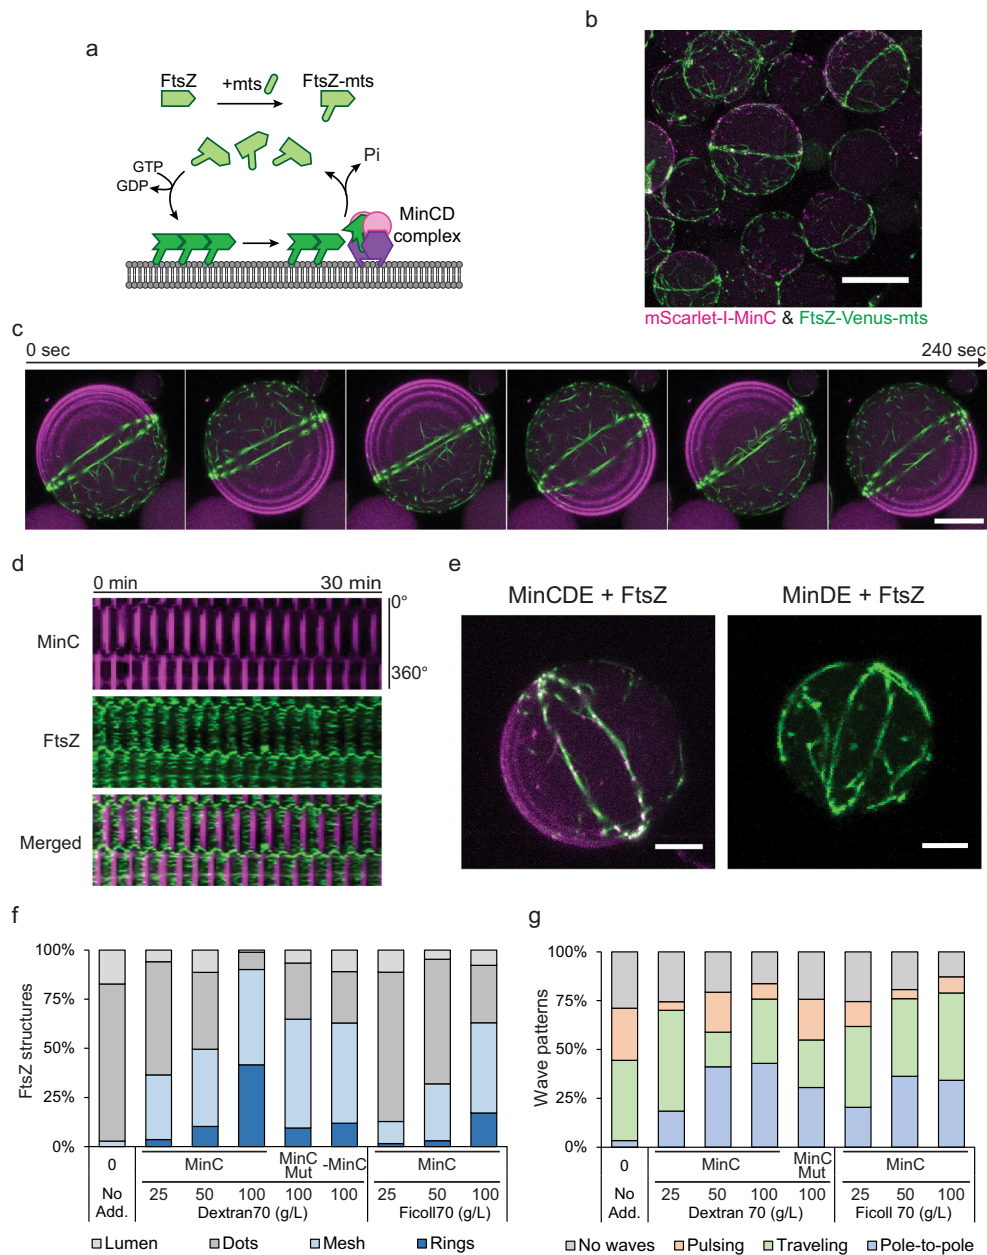 a
FtsZ
+mts
FtsZ-mts
GTP
GDP
Pi
MinCD
complex
b
mScarlet-I-MinC & FtsZ-Venus-mts
c
0 sec
240 sec
d
0 min
30 min
MinC
0°
360°
FtsZ
Merged
e
MinCDE + FtsZ
MinDE + FtsZ
f
100%
75%
50%
25%
0%
FtsZ structures
0
MinC
MinC
Mut
-MinC
MinC
No
Add.
25
50
100
100
100
25
50
100
Dextran70 (g/L)
Ficoll70 (g/L)
Lumen
Dots
Mesh
Rings
g
100%
75%
50%
25%
0%
Wave patterns
0
MinC
MinC
Mut
MinC
No
Add.
25
50
100
100
25
50
100
Dextran 70 (g/L)
Ficoll 70 (g/L)
No waves
Pulsing
Traveling
Pole-to-pole